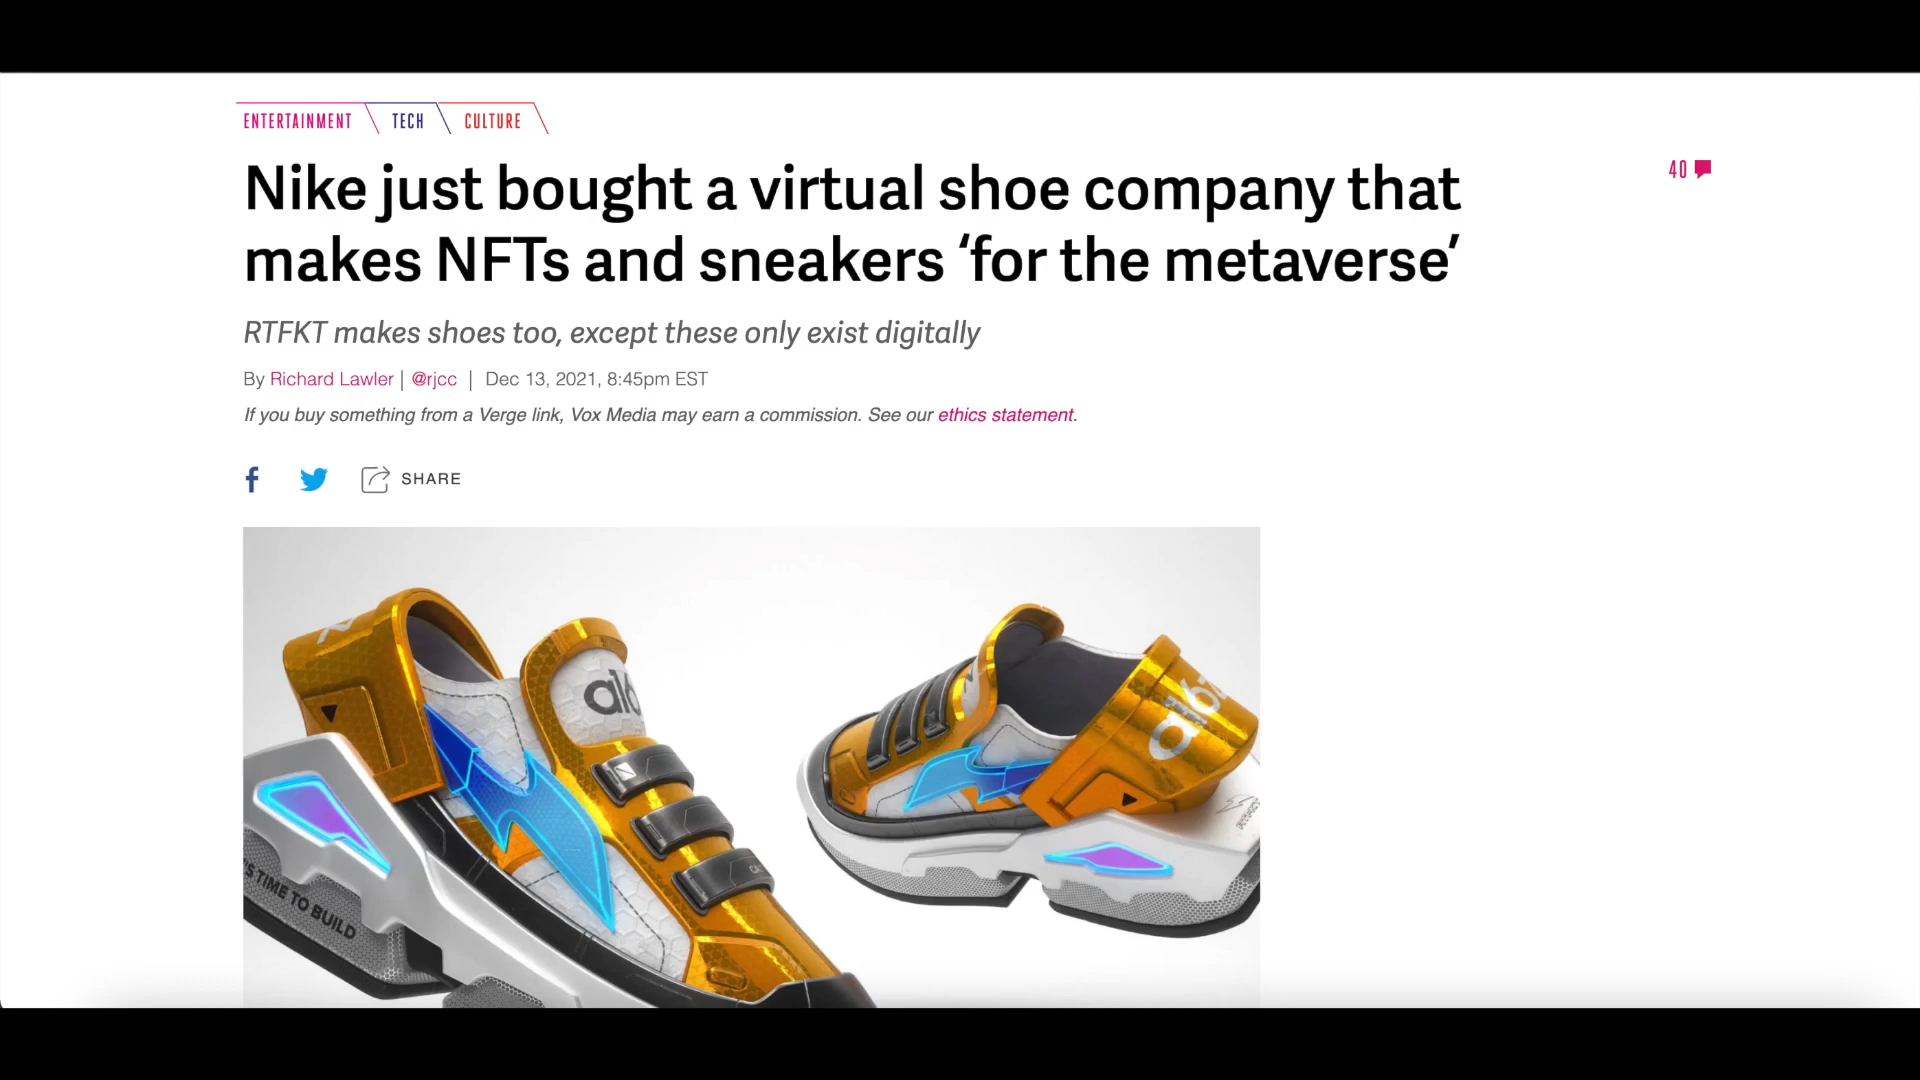 ENTERTAINMENT TECH CULTURE
Nike just bought a virtual shoe company that
40
makes NFTs and sneakers ‘for the metaverse’
RTFKT makes shoes too, except these only exist digitally
By Richard Lawler | @rjcc | Dec 13, 2021, 8:45pm EST
If you buy something from a Verge link, Vox Media may earn a commission. See our ethics statement.
SHARE
a16
a16z
'S TIME TO BUILD